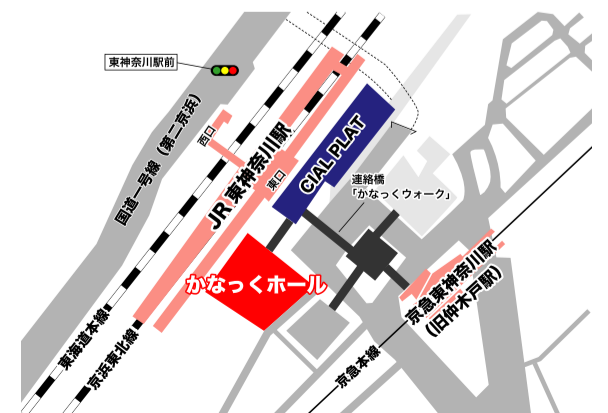 東神奈川駅前
国道一号線（第二京浜）
西口
JR 東神奈川駅
東口
CIAL PLAT
連絡橋
「かなっくウォーク」
かなっくホール
京急東神奈川駅
(旧仲木戸駅)
東海道本線
京浜東北線
京急本線